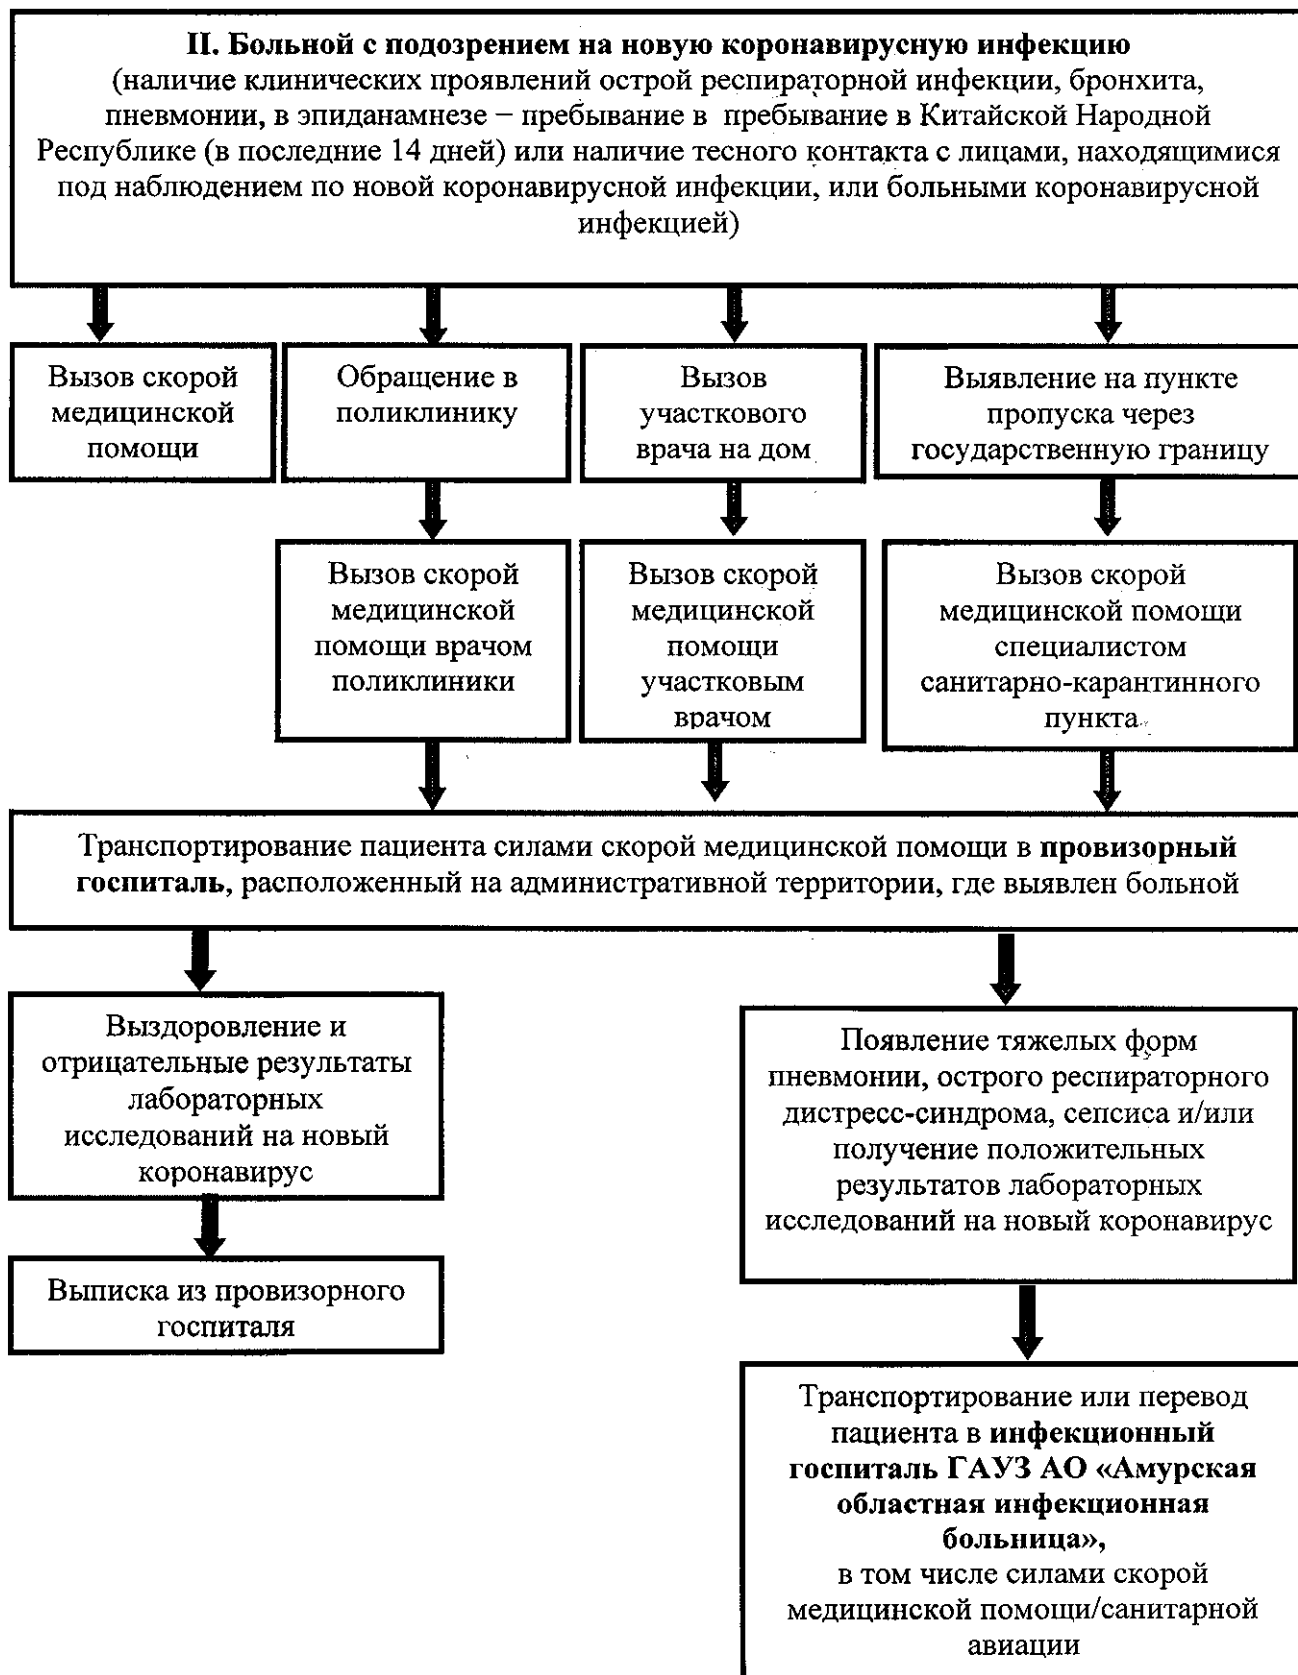 II. Больной с подозрением на новую коронавирусную инфекцию
(наличие клинических проявлений острой респираторной инфекции, бронхита,
пневмонии, в эпиданамнезе – пребывание в  пребывание в Китайской Народной
Республике (в последние 14 дней) или наличие тесного контакта с лицами, находящимися
под наблюдением по новой коронавирусной инфекции, или больными коронавирусной
инфекцией)
Вызов скорой
медицинской
помощи
Обращение в
поликлинику
Вызов
участкового
врача на дом
Выявление на пункте
пропуска через
государственную границу
Вызов скорой
медицинской
помощи врачом
поликлиники
Вызов скорой
медицинской
помощи
участковым
врачом
Вызов скорой
медицинской помощи
специалистом
санитарно-карантинного
пункта
Транспортирование пациента силами скорой медицинской помощи в провизорный
госпиталь, расположенный на административной территории, где выявлен больной
Выздоровление и
отрицательные результаты
лабораторных
исследований на новый
коронавирус
Выписка из провизорного
госпиталя
Появление тяжелых форм
пневмонии, острого респираторного
дистресс-синдрома, сепсиса и/или
получение положительных
результатов лабораторных
исследований на новый коронавирус
Транспортирование или перевод
пациента в инфекционный
госпиталь ГАУЗ АО «Амурская
областная инфекционная
больница»,
в том числе силами скорой
медицинской помощи/санитарной
авиации